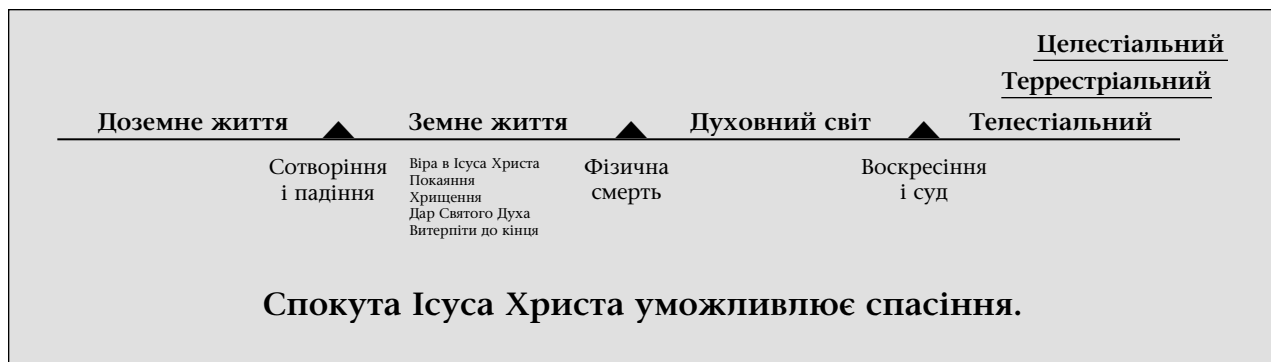 Целестіальний
Террестріальний
Доземне життя Земне життя Духовний світ Телестіальний
Сотворіння
і падіння
Віра в Ісуса Христа
Покаяння
Хрищення
Дар Святого Духа
Витерпіти до кінця
Фізична
смерть
Воскресіння
і суд
Спокута Ісуса Христа уможливлює спасіння.